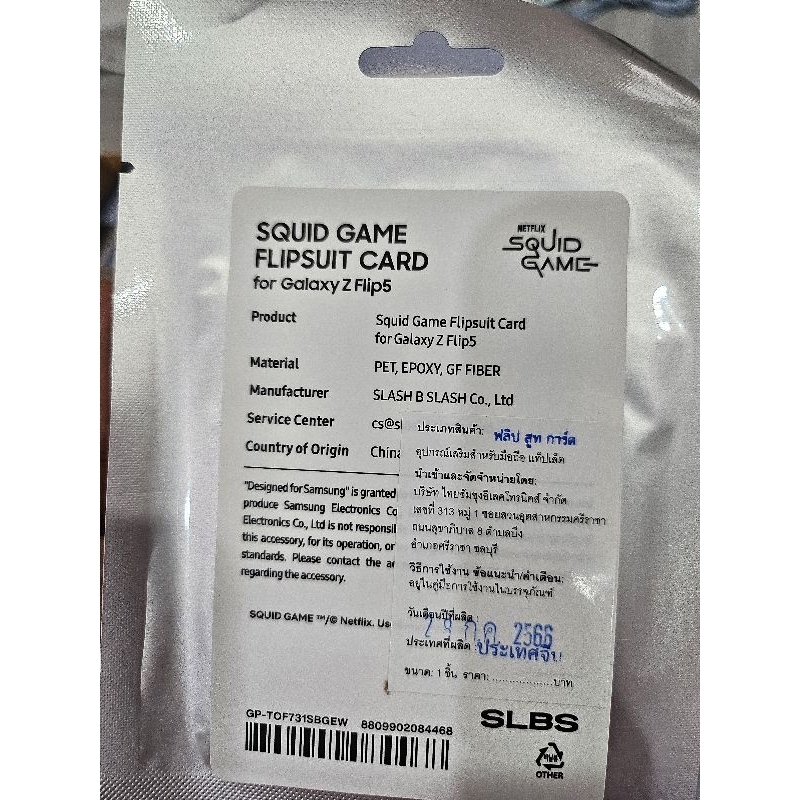 SQUID GAME
FLIPSUIT CARD
for Galaxy Z Flip5
NETFLIX
SQUID
GAME
Product Squid Game Flipsuit Card
for Galaxy Z Flip5
Material PET, EPOXY, GF FIBER
Manufacturer SLASH B SLASH Co., Ltd
Service Center
Country of Origin China
"Designed for Samsung" is granted
produce Samsung Electronics Co
Electronics Co., Ltd is not
this accessory, for its operation, or
standards. Please contact the
regarding the accessory.
SQUID GAME ™/© Netflix.
ประเภทสินค้า: ฟลิป สูท การ์ด
อุปกรณ์เสริมสำหรับมือถือ แท็ปเล็ต
นำเข้าและจัดจำหน่ายโดย:
บริษัท ไทยซัมซุงอิเลคโทรนิคส์ จำกัด
เลขที่ 313 หมู่ 1 ซอยสวนอุตสาหกรรมศรีราชา
ถนนสุขาภิบาล 8 ตำบลบึง
อำเภอศรีราชา ชลบุรี
วิธีการใช้งาน ข้อแนะนำ/คำเตือน:
อยู่ในคู่มือการใช้งานในบรรจุภัณฑ์
วันเดือนปีที่ผลิต ก.ค. 2566
ประเทศที่ผลิต :ประเทศจีน
ขนาด: 1 ชิ้น ราคา:....................บาท
GP-TOF731SBGEW 8809902084468
SLBS
OTHER